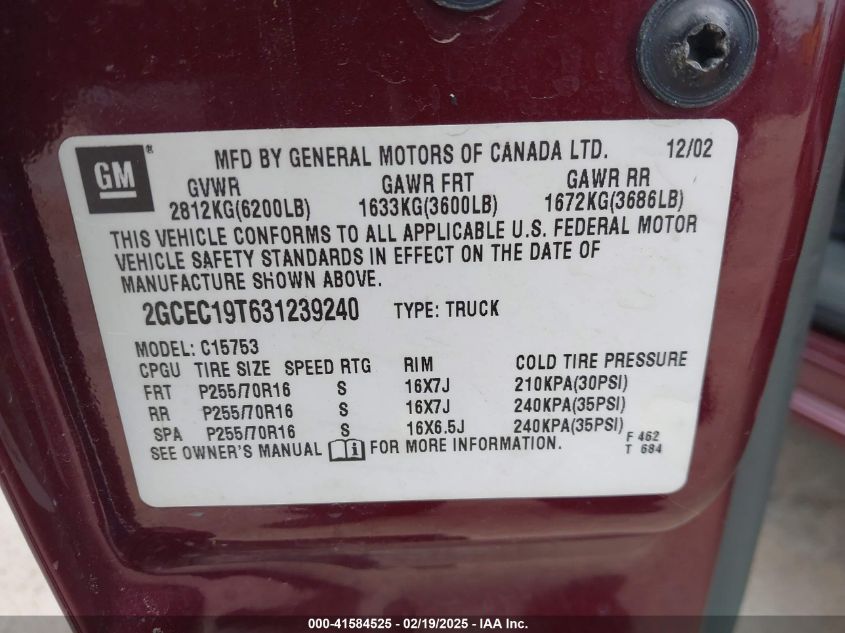 GM ®
MFD BY GENERAL MOTORS OF CANADA LTD. 12/02
GVWR GAWR FRT GAWR RR
2812KG(6200LB) 1633KG(3600LB) 1672KG(3686LB)
THIS VEHICLE CONFORMS TO ALL APPLICABLE U.S. FEDERAL MOTOR
VEHICLE SAFETY STANDARDS IN EFFECT ON THE DATE OF
MANUFACTURE SHOWN ABOVE.
2GCEC19T631239240 TYPE: TRUCK
MODEL: C15753
CPGU TIRE SIZE SPEED RTG RIM COLD TIRE PRESSURE
FRT P255/70R16 S 16X7J 210KPA(30PSI)
RR P255/70R16 S 16X7J 240KPA(35PSI)
SPA P255/70R16 S 16X6.5J 240KPA(35PSI)
SEE OWNER'S MANUAL FOR MORE INFORMATION.
F 462
T 684
000-41584525 - 02/19/2025 - IAA Inc.